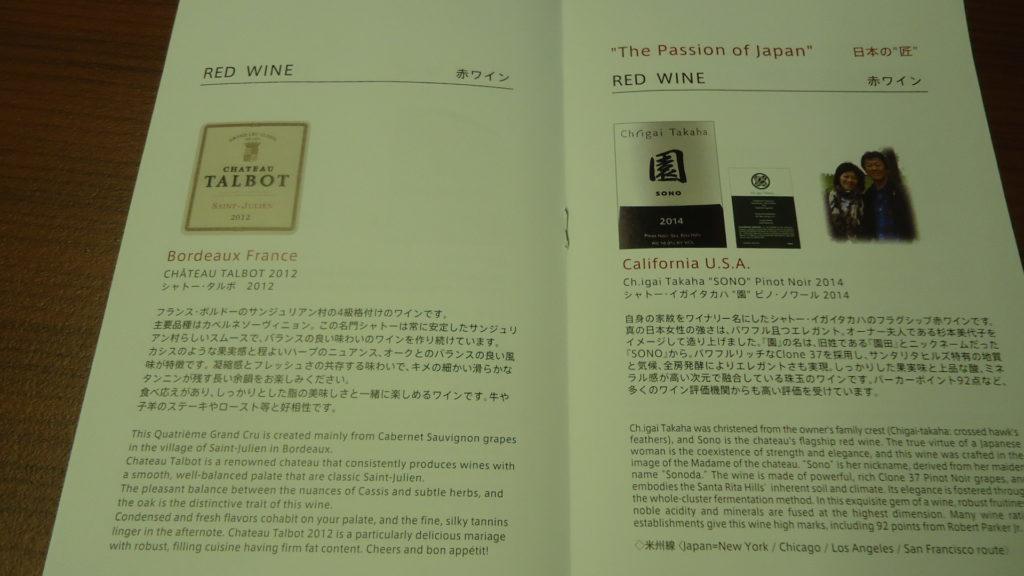 RED WINE
赤ワイン
GRAND CRU CLASSÉ
CHATEAU
TALBOT
SAINT-JULIEN
2012
Bordeaux France
CHÂTEAU TALBOT 2012
シャトー・タルボ 2012
フランス・ボルドーのサンジュリアン村の4級格付けのワインです。
主要品種はカベルネソーヴィニョン。この名門シャトーは常に安定したサンジュリ
アン村らしいスムースで、バランスの良い味わいのワインを作り続けています。
カシスのような果実感と程よいハーブのニュアンス、オークとのバランスの良い風
味が特徴です。凝縮感とフレッシュさの共存する味わいで、キメの細かい滑らかな
タンニンが残す長い余韻をお楽しみください。
食べ応えがあり、しっかりとした脂の美味しさと一緒に楽しめるワインです。牛や
子羊のステーキやロースト等と好相性です。
This Quatrième Grand Cru is created mainly from Cabernet Sauvignon grapes
in the village of Saint-Julien in Bordeaux.
Chateau Talbot is a renowned chateau that consistently produces wines with
a smooth, well-balanced palate that are classic Saint-Julien.
The pleasant balance between the nuances of Cassis and subtle herbs, and
the oak is the distinctive trait of this wine.
Condensed and fresh flavors cohabit on your palate, and the fine, silky tannins
linger in the afternote. Chateau Talbot 2012 is a particularly delicious mariage
with robust, filling cuisine having firm fat content. Cheers and bon appétit!
"The Passion of Japan" 日本の"匠"
RED WINE
赤ワイン
Ch.igai Takaha
園
SONO
2014
California U.S.A.
Ch.igai Takaha "SONO" Pinot Noir 2014
シャトー・イガイタカハ "園" ピノ・ノワール 2014
自身の家紋をワイナリー名にしたシャトー・イガイタカハのフラグシップ赤ワインです。
真の日本女性の強さは、パワフル且つエレガント。オーナー夫人である杉本美代子を
イメージして造り上げました。「園」の名は、旧姓である「園田」とニックネームだった
「SONO」から。パワフルリッチなClone 37を採用し、サンタリタヒルズ特有の地質
と気候、全房発酵によりエレガントさも実現。しっかりした果実味と上品な酸、ミネ
ラル感が高い次元で融合している珠玉のワインです。パーカーポイント92点など、
多くのワイン評価機関からも高い評価を受けています。
Ch.igai Takaha was christened from the owner's family crest (Chigai-takaha: crossed hawk's
feathers), and Sono is the chateau's flagship red wine. The true virtue of a Japanese
woman is the coexistence of strength and elegance, and this wine was crafted in the
image of the Madame of the chateau. "Sono" is her nickname, derived from her maiden
name "Sonoda." The wine is made of powerful, rich Clone 37 Pinot Noir grapes, and
embodies the Santa Rita Hills' inherent soil and climate. Its elegance is fostered through
the whole-cluster fermentation method. In this exquisite gem of a wine, robust fruitine
noble acidity and minerals are fused at the highest dimension. Many wine rati
establishments give this wine high marks, including 92 points from Robert Parker Jr.
◇米州線〈Japan=New York / Chicago / Los Angeles / San Francisco route〉